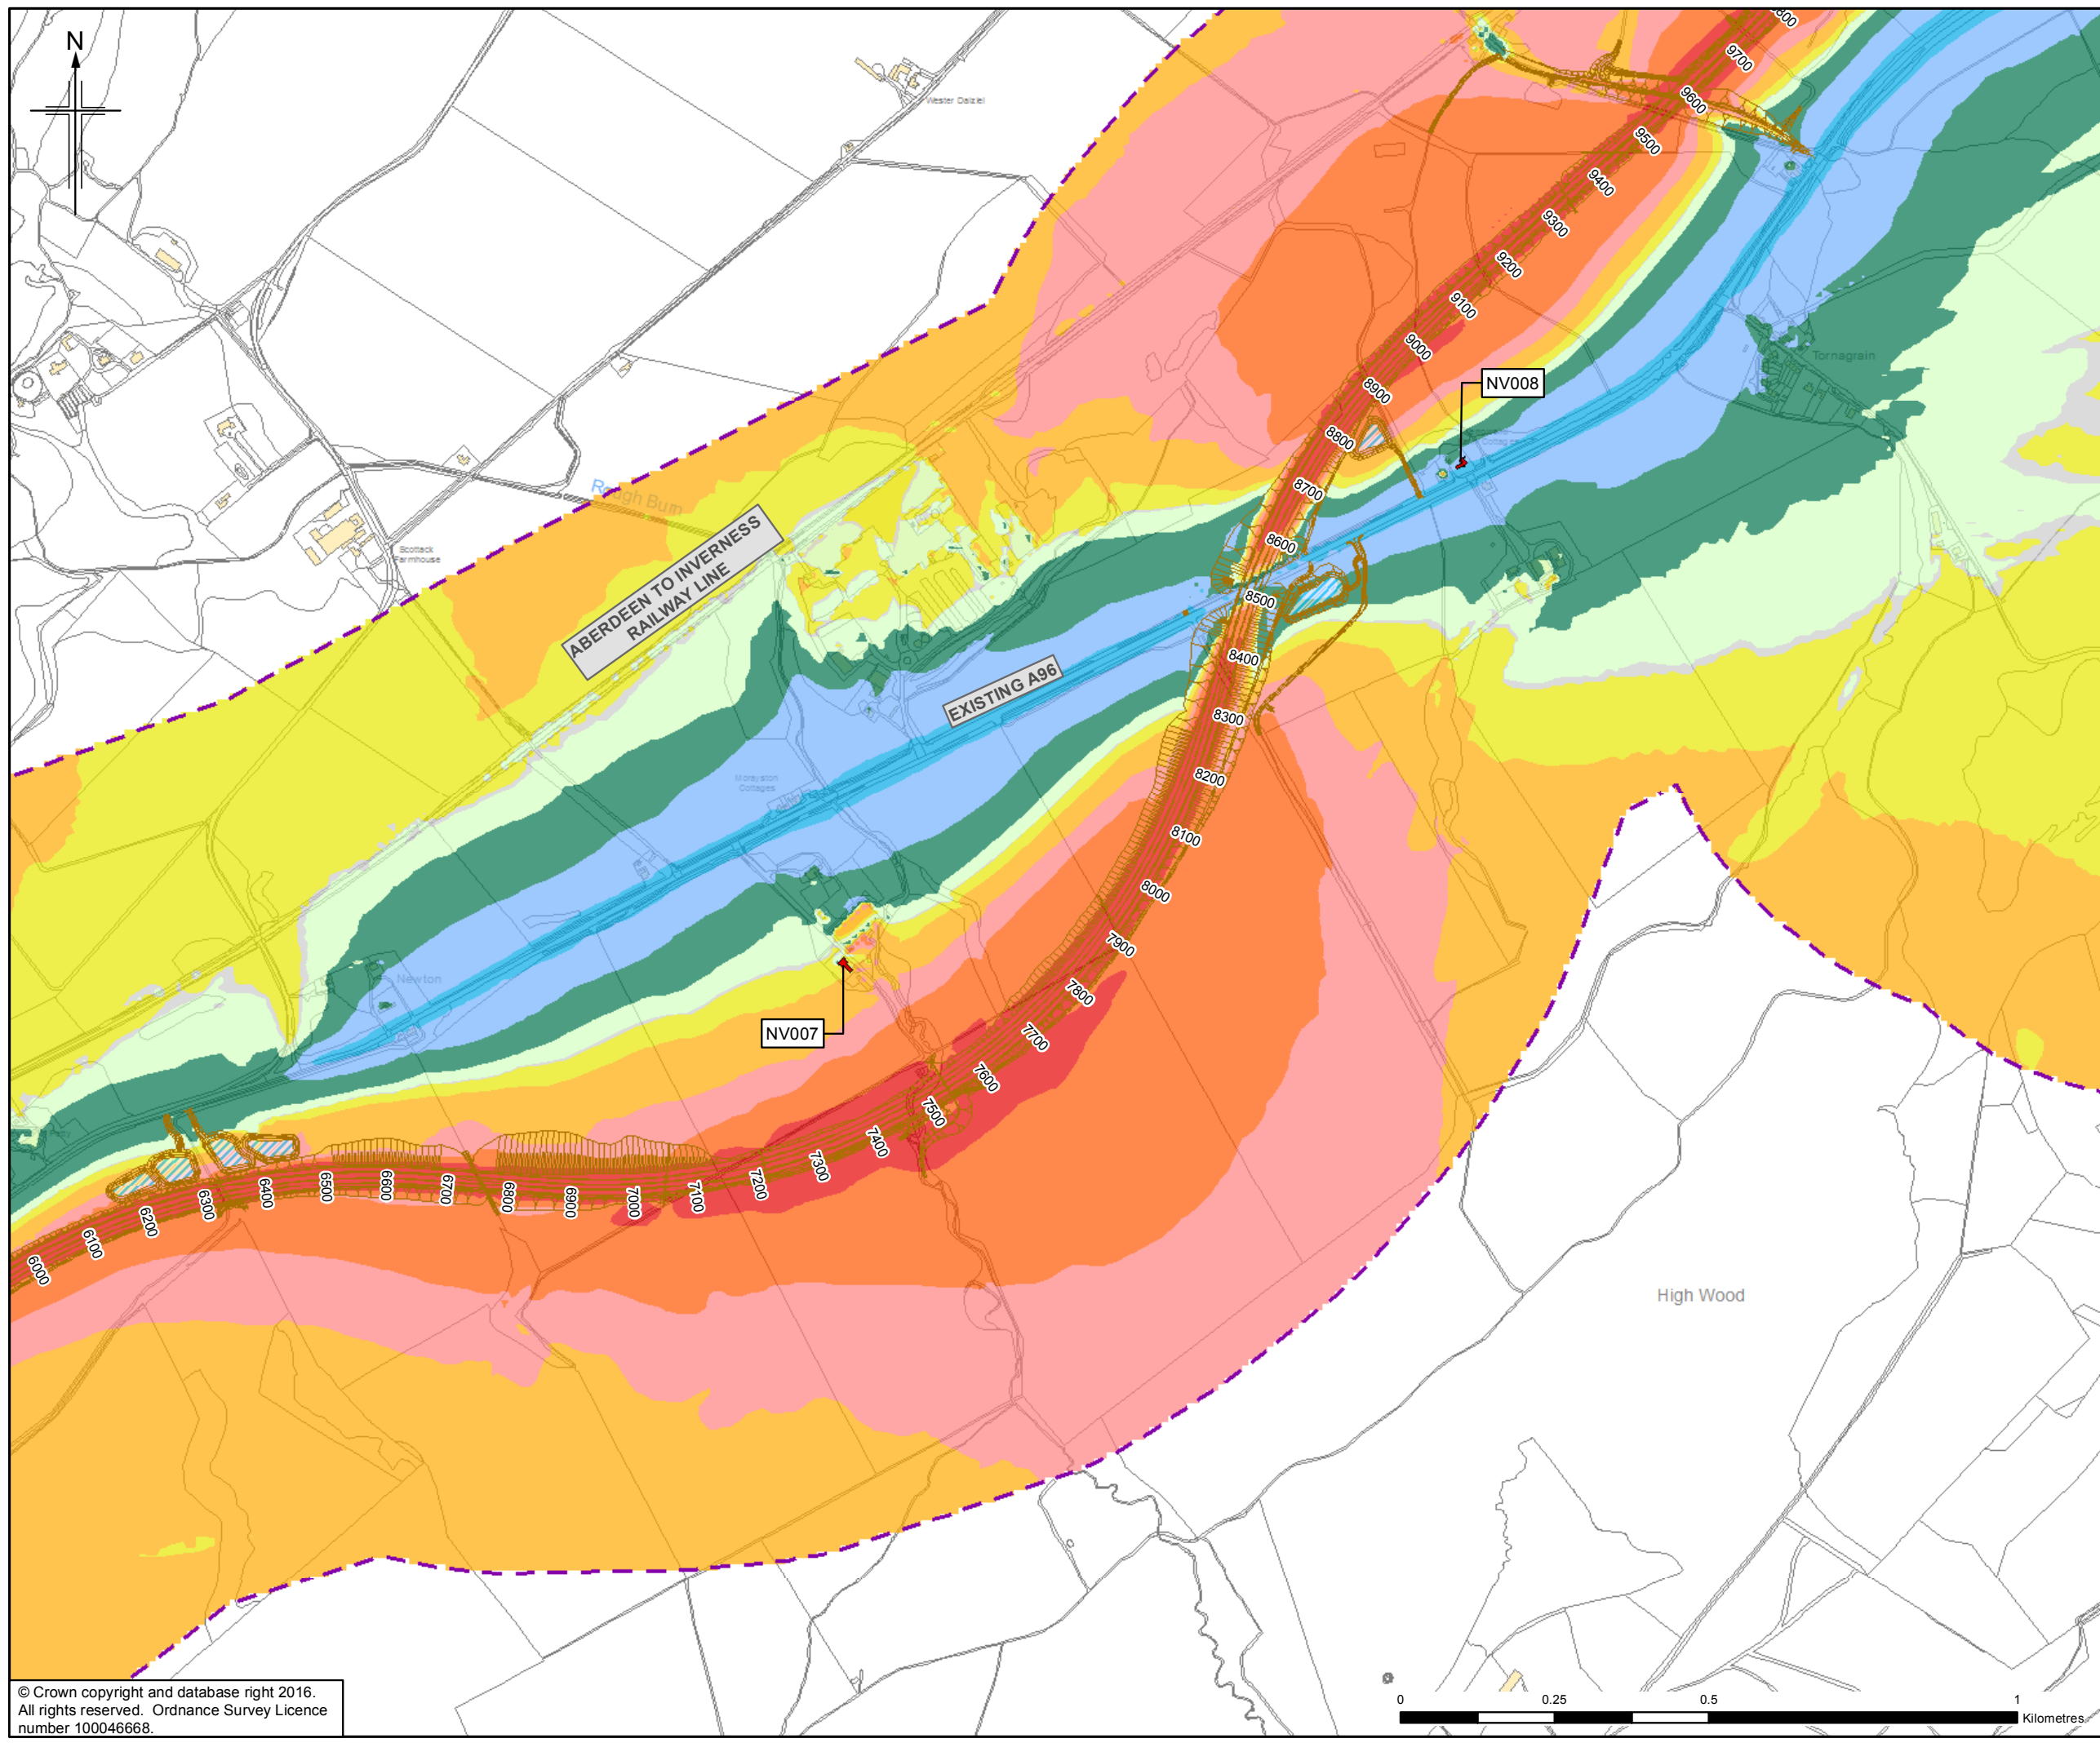 N
Wester Dalziel
9800
9700
9600
9500
9400
9300
9200
9100
9000
8900
NV008
Tornagrain
8800
8700
Rough Burn
ABERDEEN TO INVERNESS
RAILWAY LINE
Scottack
Farmhouse
8600
8500
8400
EXISTING A96
8300
Morayston
Cottages
8200
8100
8000
7900
Newton
7800
NV007
7700
7600
7500
7400
7300
7200
7100
7000
6900
6800
6700
6600
6500
6400
6300
6200
6100
6000
High Wood
© Crown copyright and database right 2016.
All rights reserved. Ordnance Survey Licence
number 100046668.
0 0.25 0.5 1
Kilometres